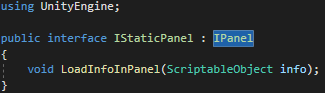 using UnityEngine;
public interface IStaticPanel : IPanel
{
void LoadInfoInPanel(ScriptableObject info);
}